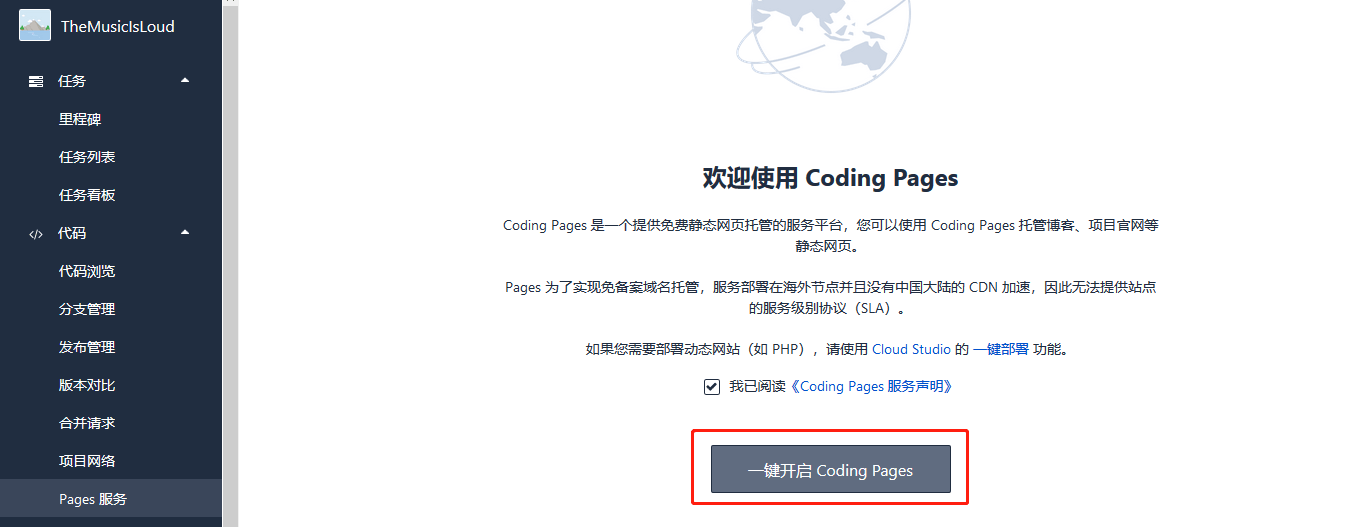 TheMusicIsLoud
任务
里程碑
任务列表
任务看板
代码
代码浏览
分支管理
发布管理
版本对比
合并请求
项目网络
Pages 服务
欢迎使用 Coding Pages
Coding Pages 是一个提供免费静态网页托管的服务平台，您可以使用 Coding Pages 托管博客、项目官网等
静态网页。
Pages 为了实现免备案域名托管，服务部署在海外节点并且没有中国大陆的 CDN 加速，因此无法提供站点
的服务级别协议（SLA）。
如果您需要部署动态网站（如 PHP），请使用 Cloud Studio 的 一键部署 功能。
我已阅读《Coding Pages 服务声明》
一键开启 Coding Pages